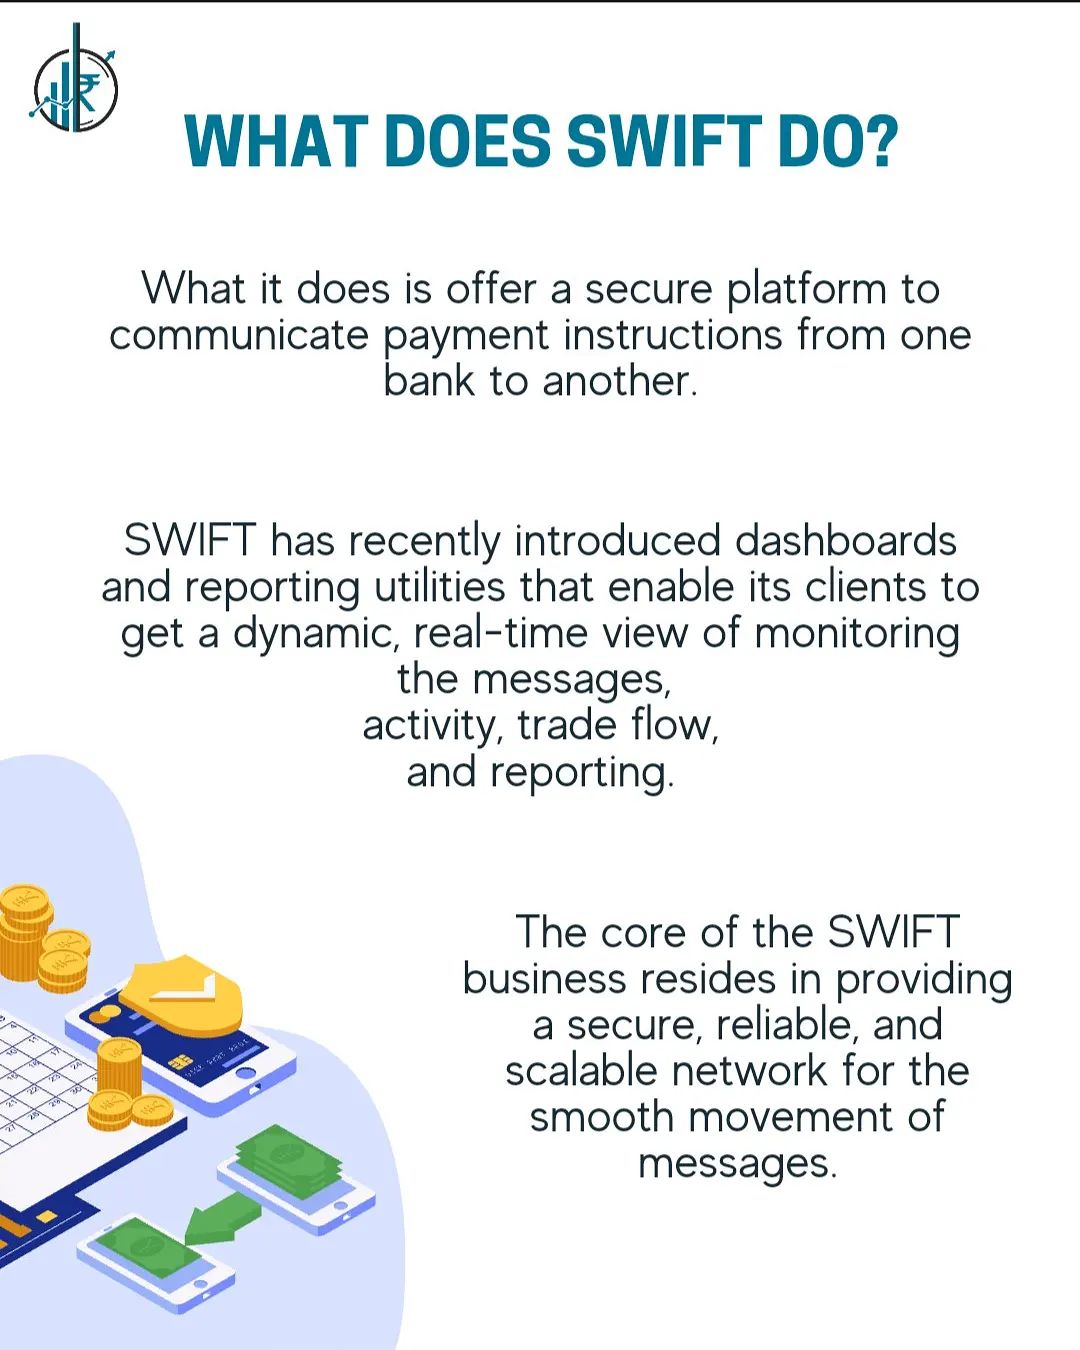 WHAT DOES SWIFT DO?
What it does is offer a secure platform to
communicate payment instructions from one
bank to another.
SWIFT has recently introduced dashboards
and reporting utilities that enable its clients to
get a dynamic, real-time view of monitoring
the messages,
activity, trade flow,
and reporting.
The core of the SWIFT
business resides in providing
a secure, reliable, and
scalable network for the
smooth movement of
messages.